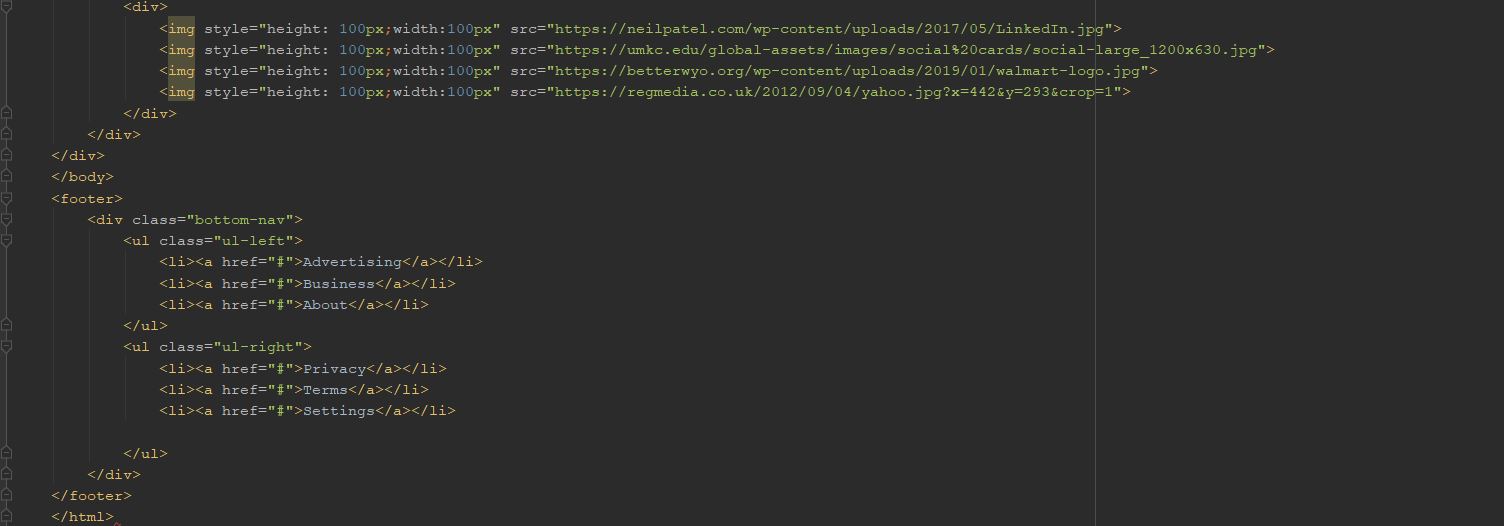 <div>
<img style="height: 100px;width:100px" src="https://neilpatel.com/wp-content/uploads/2017/05/LinkedIn.jpg">
<img style="height: 100px;width:100px" src="https://umkc.edu/global-assets/images/social%20cards/social-large_1200x630.jpg">
<img style="height: 100px;width:100px" src="https://betterwyo.org/wp-content/uploads/2019/01/walmart-logo.jpg">
<img style="height: 100px;width:100px" src="https://regmedia.co.uk/2012/09/04/yahoo.jpg?x=442&y=293&crop=1">
</div>
</div>
</div>
</body>
<footer>
<div class="bottom-nav">
<ul class="ul-left">
<li><a href="#">Advertising</a></li>
<li><a href="#">Business</a></li>
<li><a href="#">About</a></li>
</ul>
<ul class="ul-right">
<li><a href="#">Privacy</a></li>
<li><a href="#">Terms</a></li>
<li><a href="#">Settings</a></li>
</ul>
</div>
</footer>
</html>